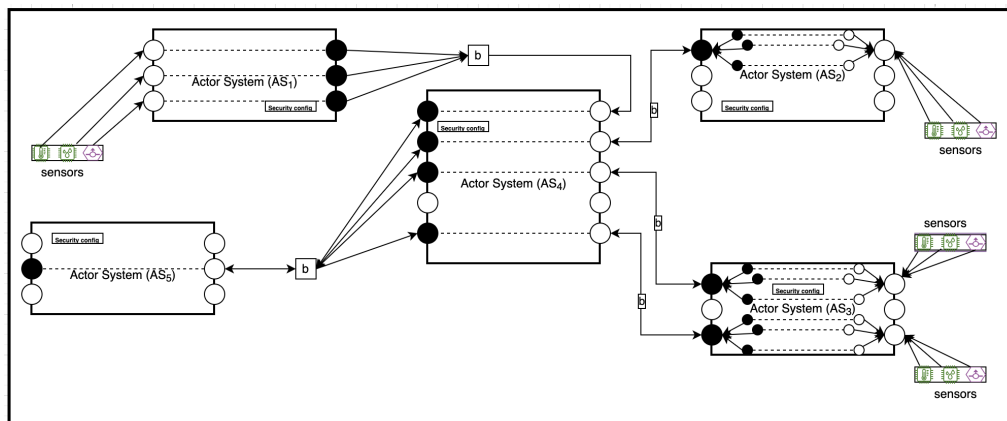 Actor System (AS1)
Security config
sensors
b
Actor System (AS2)
Security config
sensors
b
Security config
Actor System (AS4)
b
b
Security config
Actor System (AS5)
b
sensors
Security config
Actor System (AS3)
sensors